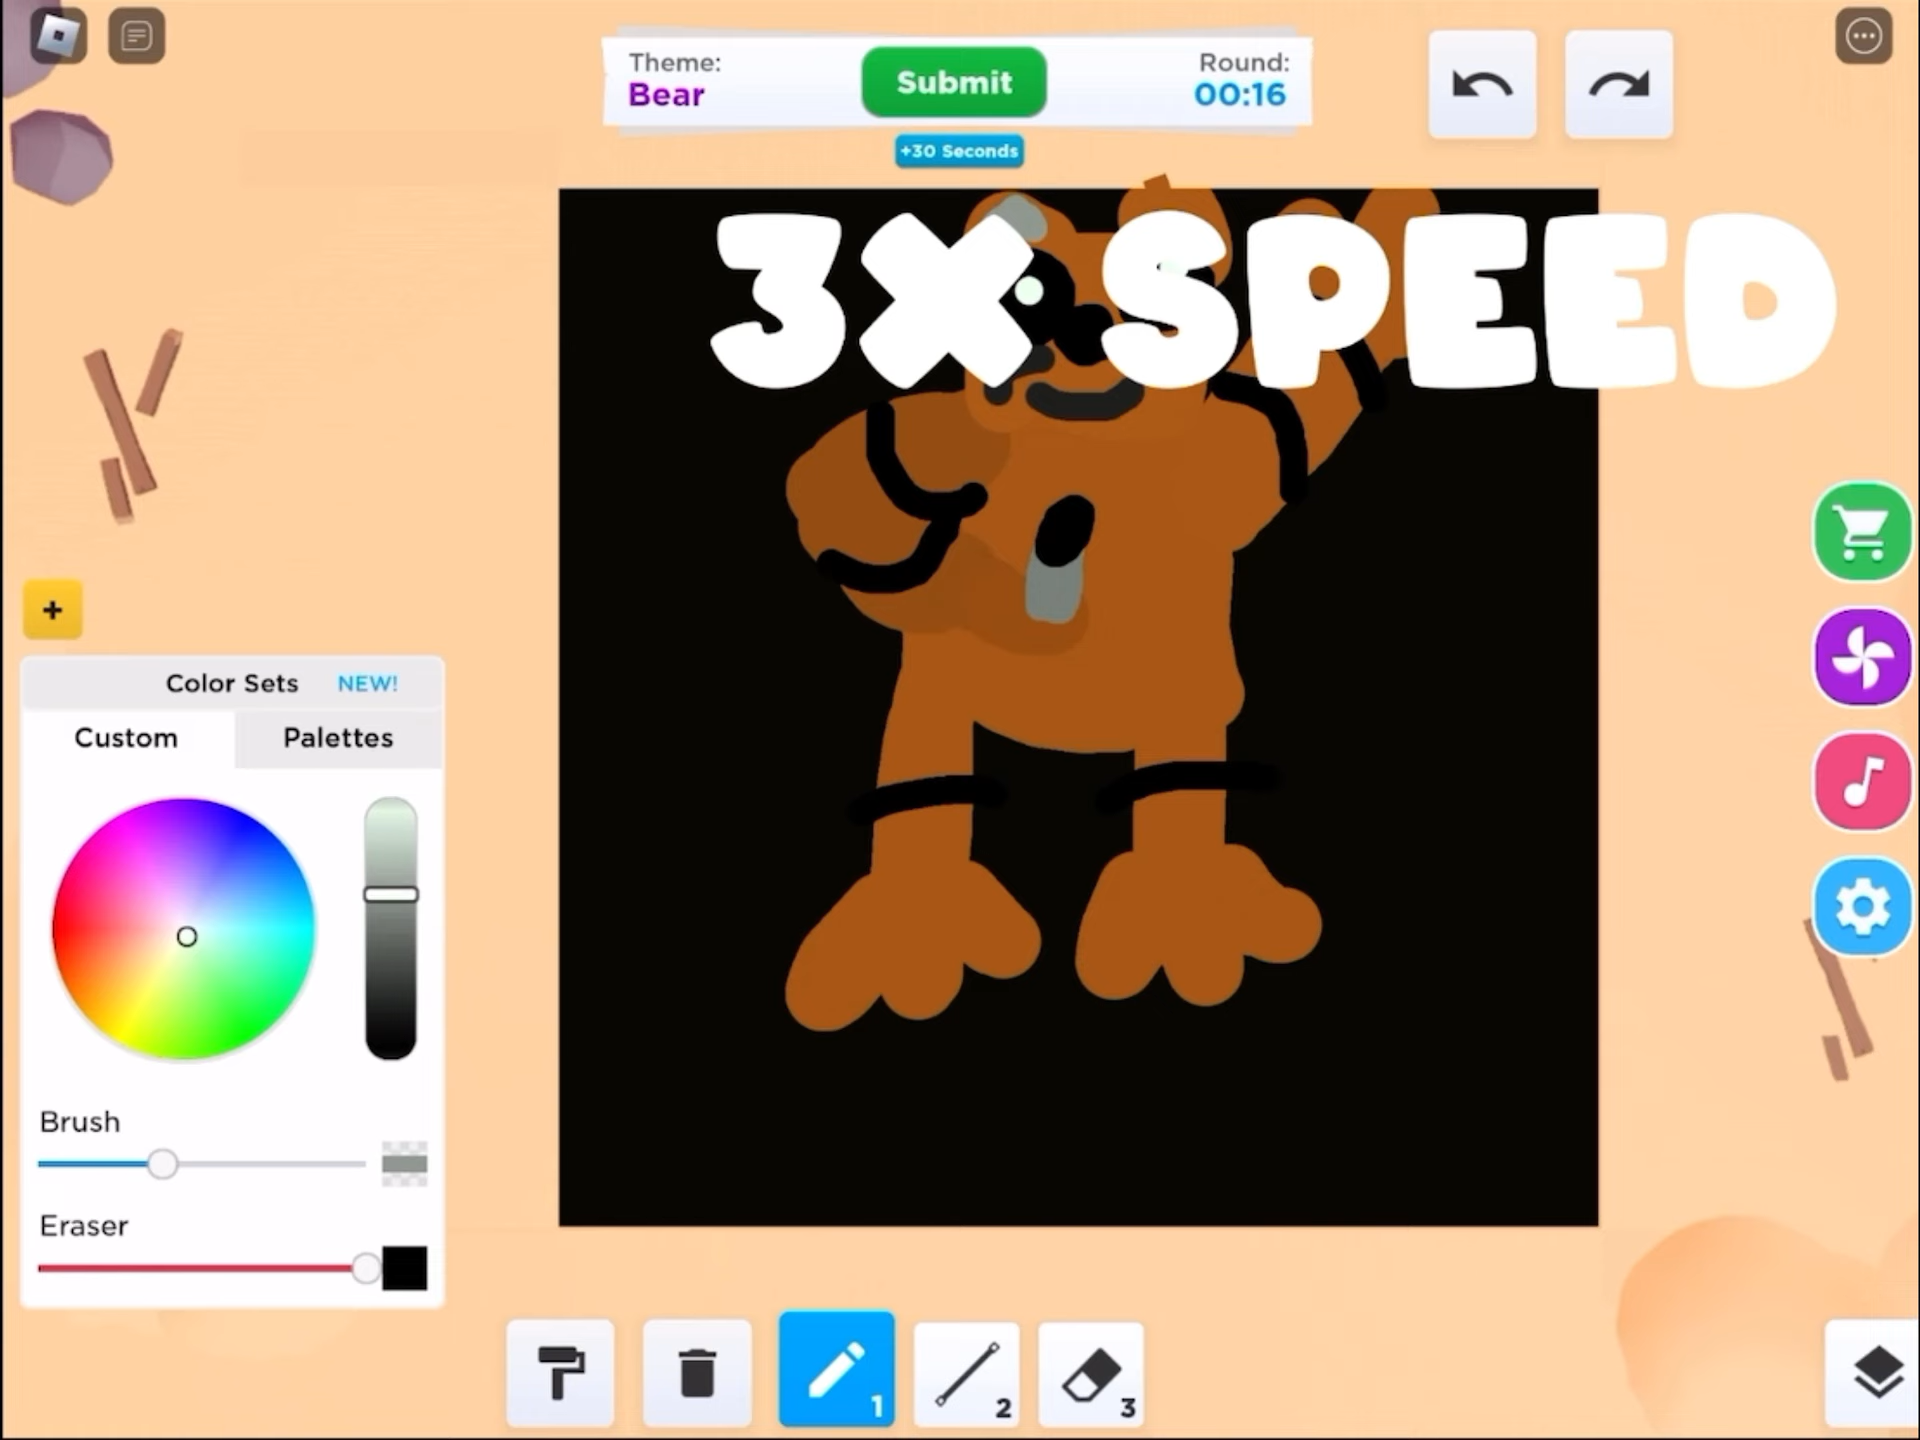 Theme:
Bear
Submit
Round:
00:16
+30 Seconds
3X SPEED
+
Color Sets NEW!
Custom
Palettes
Brush
Eraser
1
2
3